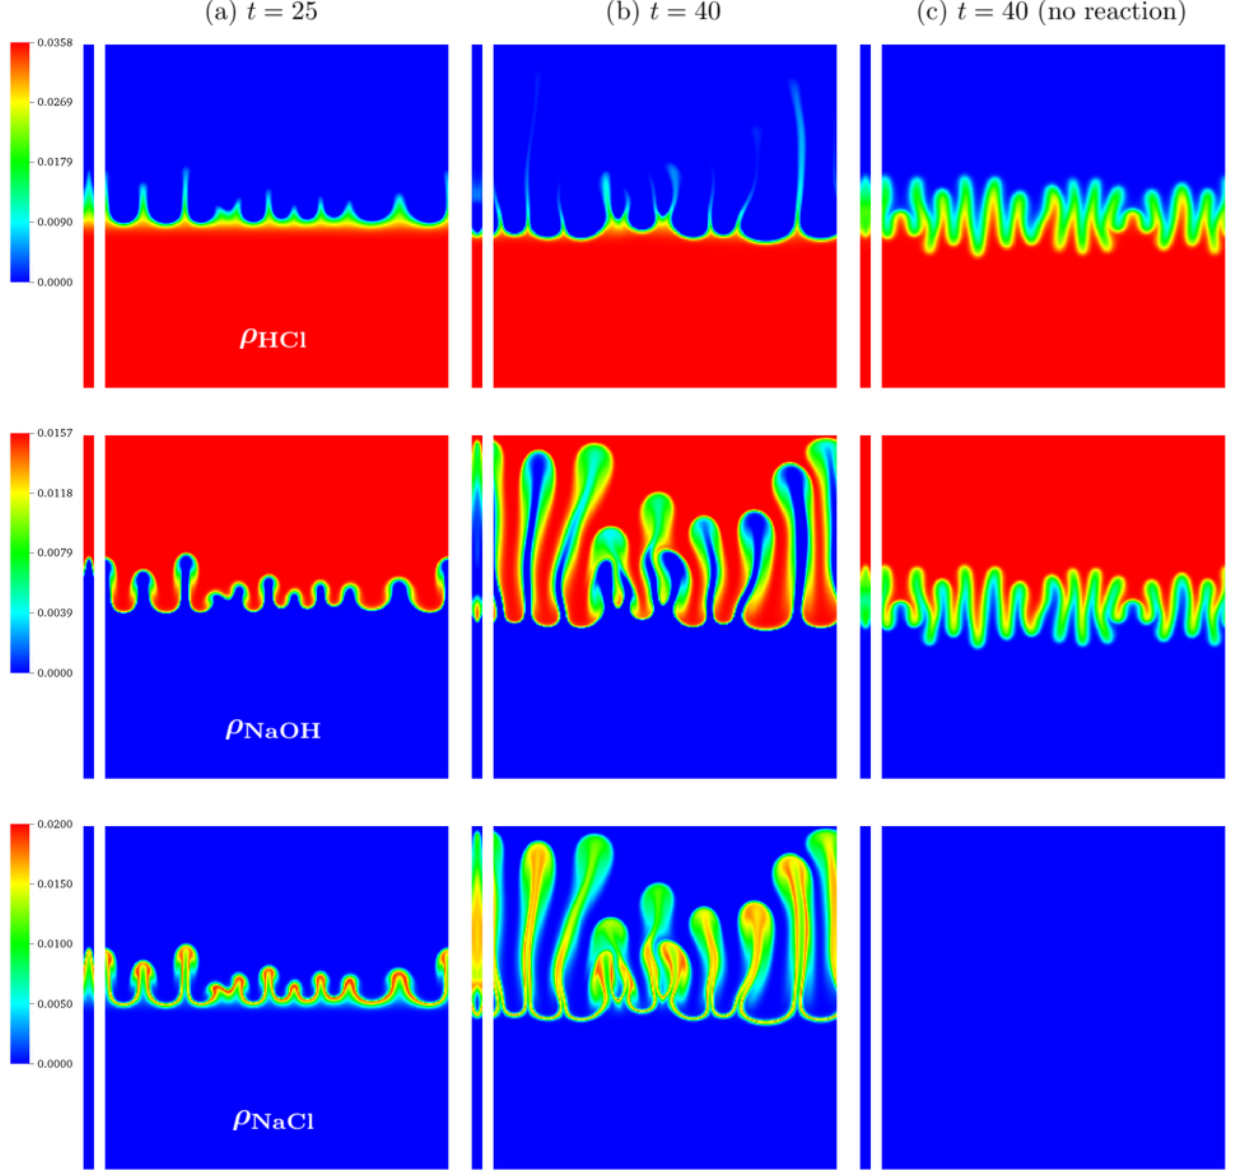 (a) t = 25
(b) t = 40
(c) t = 40 (no reaction)
0.0358
0.0269
0.0179
0.0090
0.0000
ρHCl
0.0157
0.0118
0.0079
0.0039
0.0000
ρNaOH
0.0200
0.0150
0.0100
0.0050
0.0000
ρNaCl